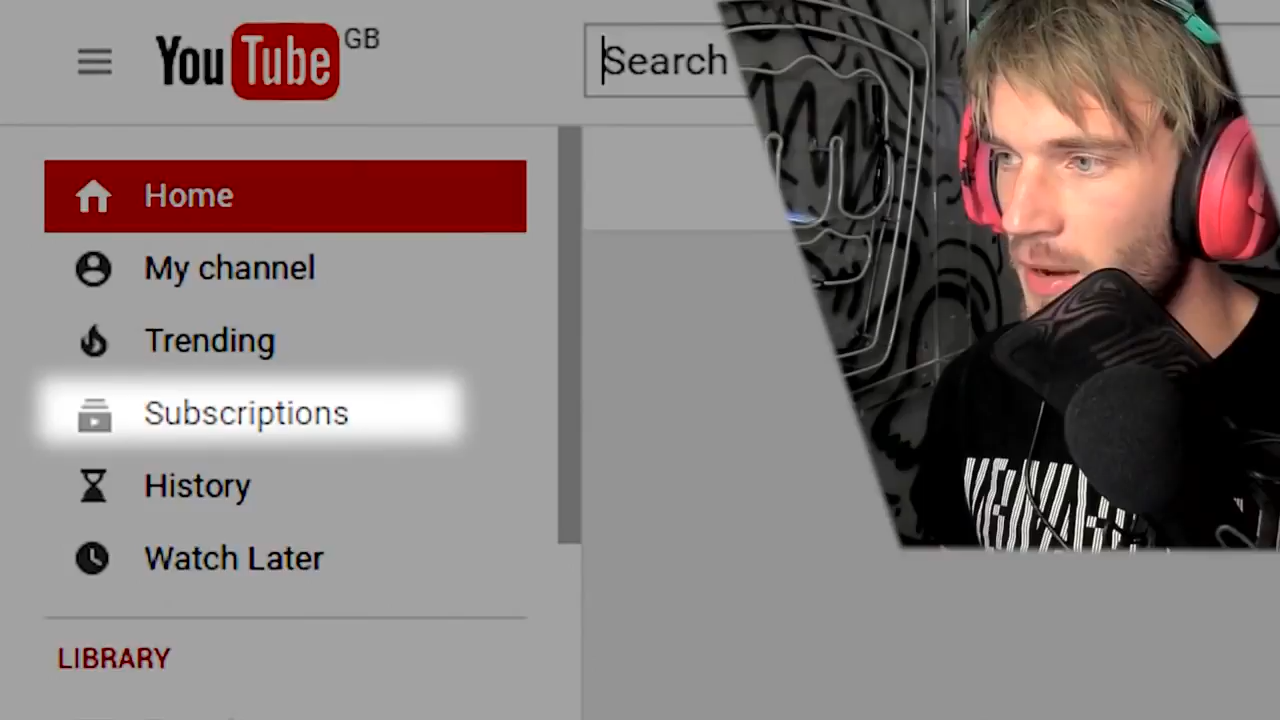 YouTube GB
Search
Home
My channel
Trending
Subscriptions
History
Watch Later
LIBRARY